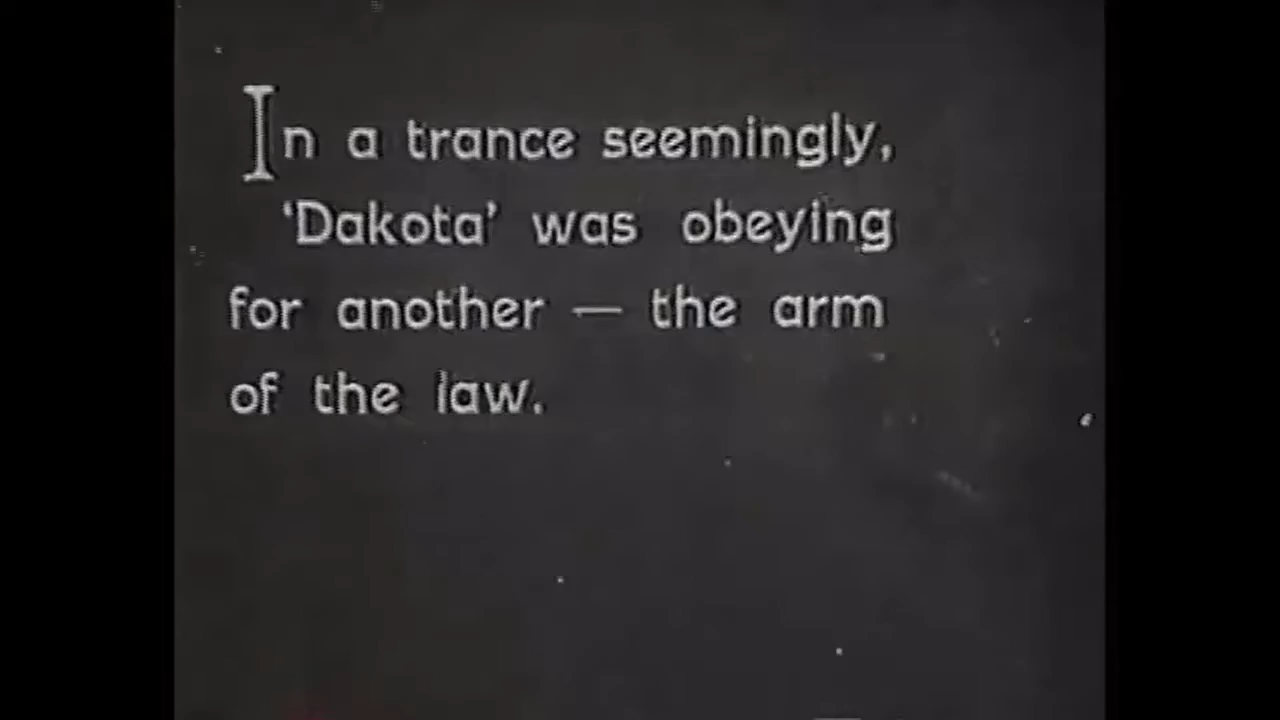 In a trance seemingly,
‘Dakota’ was obeying
for another — the arm
of the law.